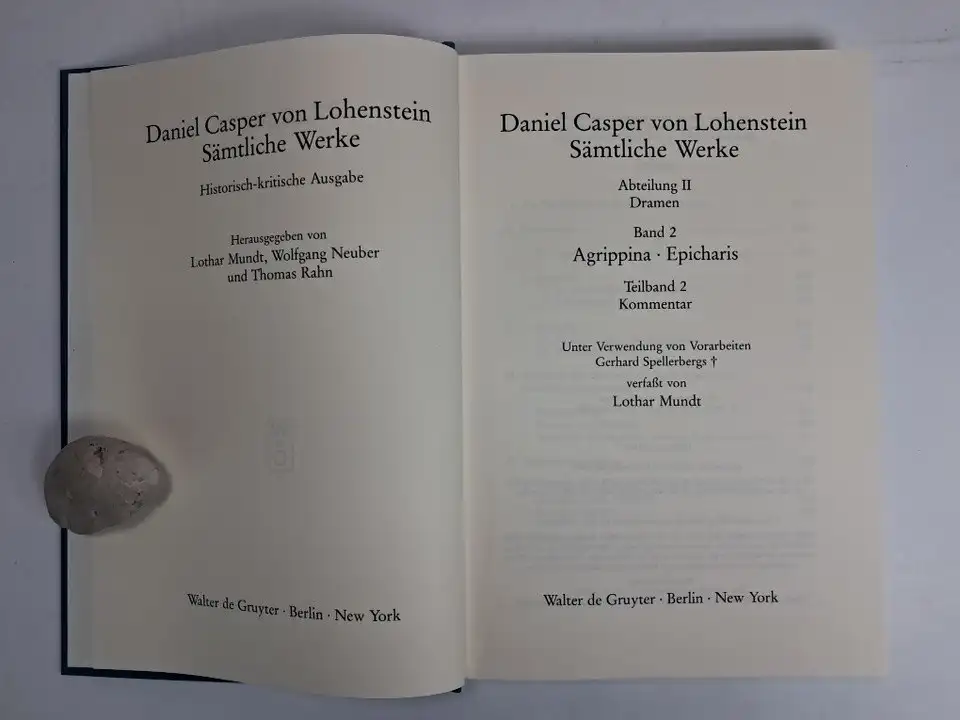 Daniel Casper von Lohenstein
Sämtliche Werke
Historisch-kritische Ausgabe
Herausgegeben von
Lothar Mundt, Wolfgang Neuber
und Thomas Rahn
Walter de Gruyter · Berlin · New York
Daniel Casper von Lohenstein
Sämtliche Werke
Abteilung II
Dramen
Band 2
Agrippina · Epicharis
Teilband 2
Kommentar
Unter Verwendung von Vorarbeiten
Gerhard Spellerbergs †
verfaßt von
Lothar Mundt
Walter de Gruyter · Berlin · New York